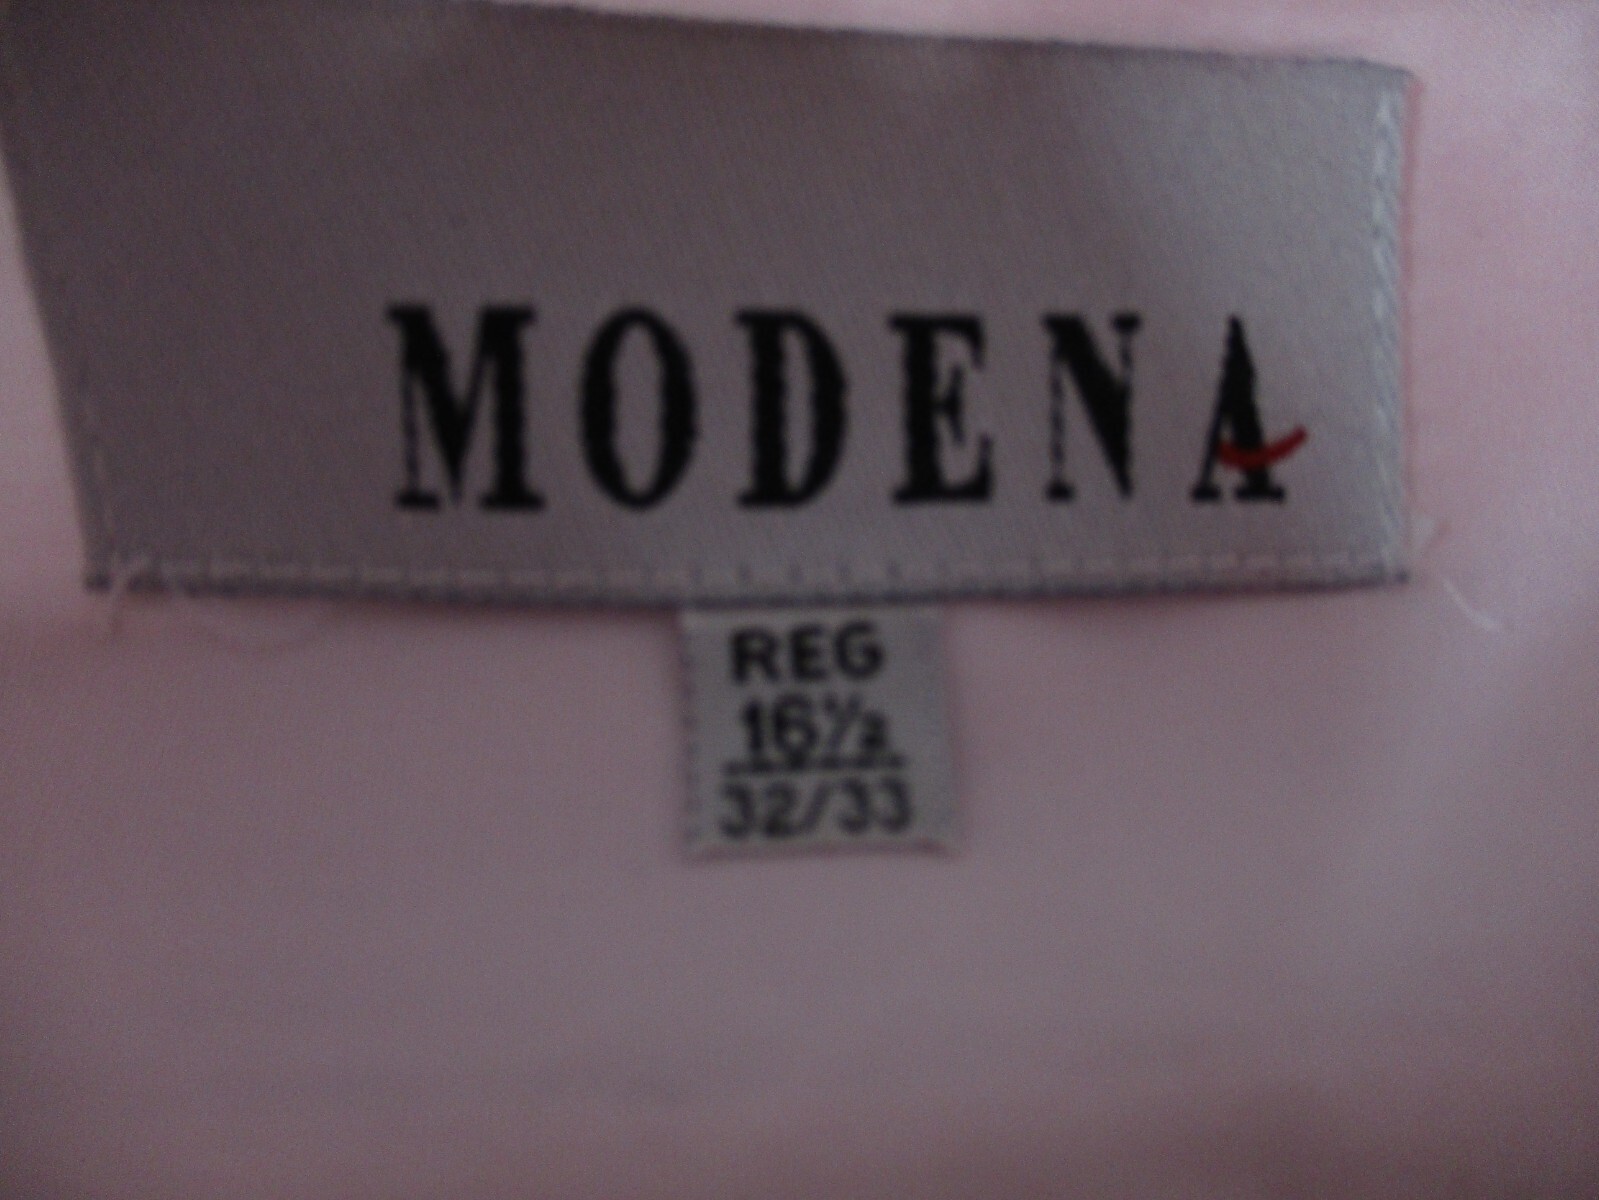 MODENA
REG
16½
32/33